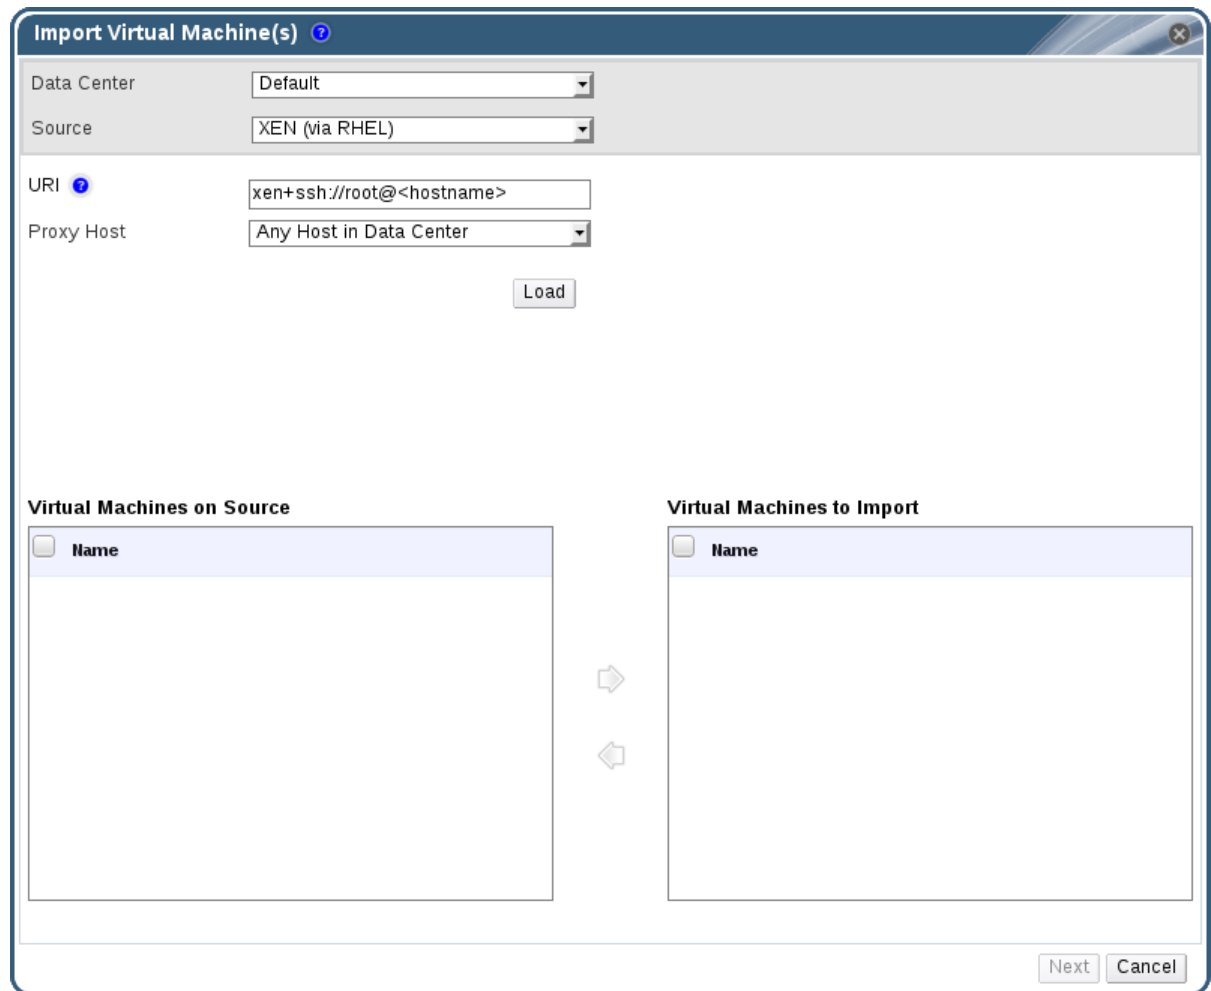 Import Virtual Machine(s) ?
Data Center Default
Source XEN (via RHEL)
URI ? xen+ssh://root@<hostname>
Proxy Host Any Host in Data Center
Load
Virtual Machines on Source Virtual Machines to Import
Name Name
Next Cancel